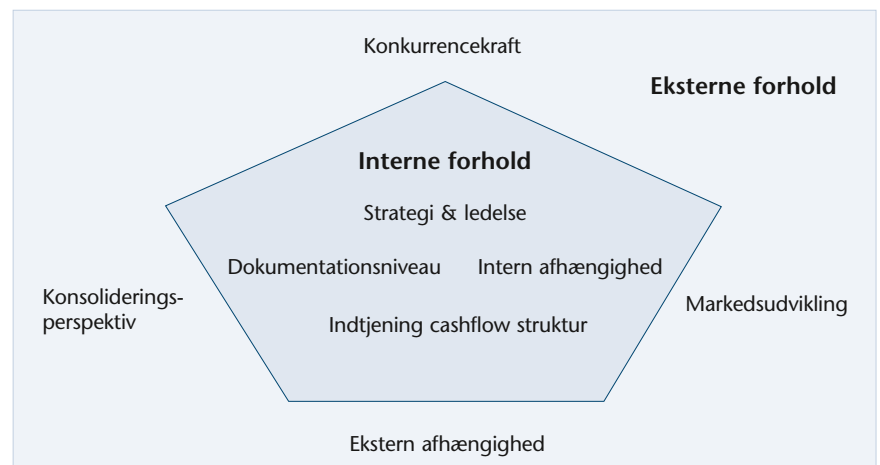 Konkurrencekraft
Eksterne forhold
Interne forhold
Strategi & ledelse
Dokumentationsniveau
Intern afhængighed
Konsoliderings-
perspektiv
Markedsudvikling
Indtjening cashflow struktur
Ekstern afhængighed